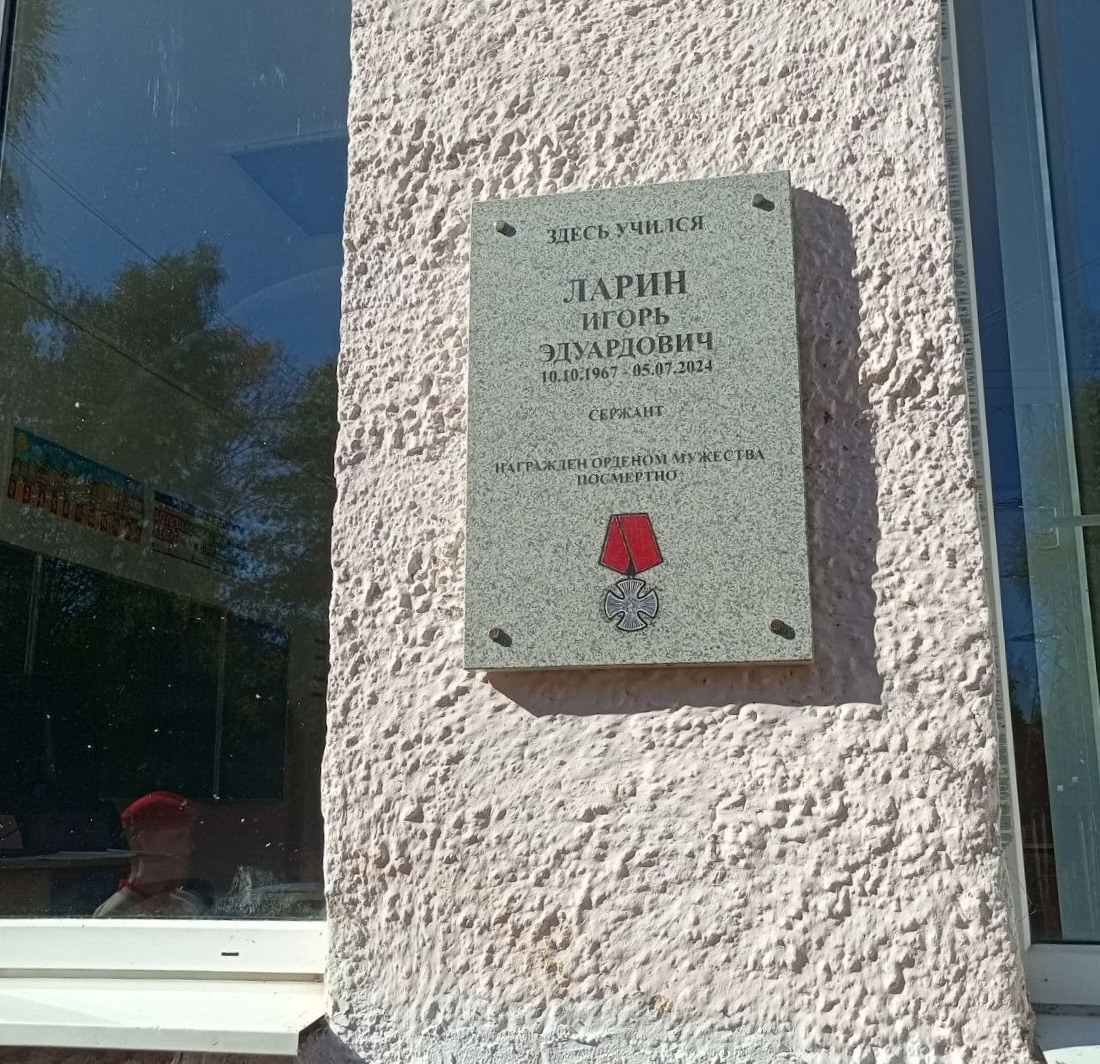 ЗДЕСЬ УЧИЛСЯ
ЛАРИН
ИГОРЬ
ЭДУАРДОВИЧ
10.10.1967 - 05.07.2024
СЕРЖАНТ
НАГРАЖДЕН ОРДЕНОМ МУЖЕСТВА
ПОСМЕРТНО